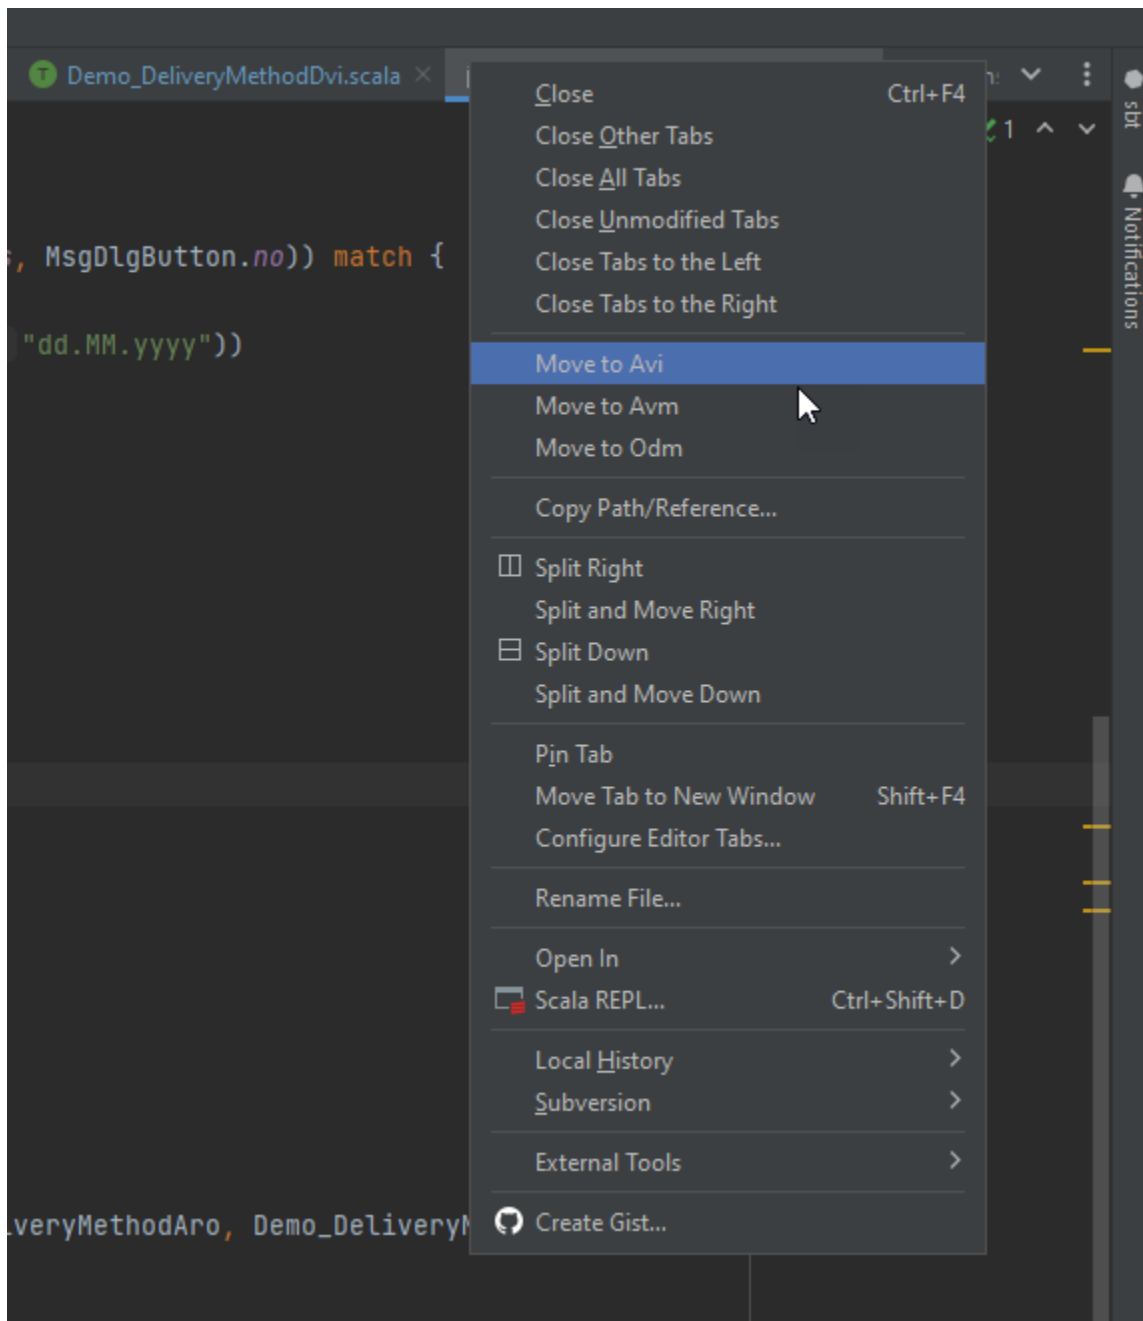 Demo_DeliveryMethodDvi.scala
sbt
Notifications
1
, MsgDlgButton.no)) match {
"dd.MM.yyyy"))
Close Ctrl+F4
Close Other Tabs
Close All Tabs
Close Unmodified Tabs
Close Tabs to the Left
Close Tabs to the Right
Move to Avi
Move to Avm
Move to Odm
Copy Path/Reference...
Split Right
Split and Move Right
Split Down
Split and Move Down
Pin Tab
Move Tab to New Window Shift+F4
Configure Editor Tabs...
Rename File...
Open In
Scala REPL... Ctrl+Shift+D
Local History
Subversion
External Tools
Create Gist...
iveryMethodAro, Demo_Delivery